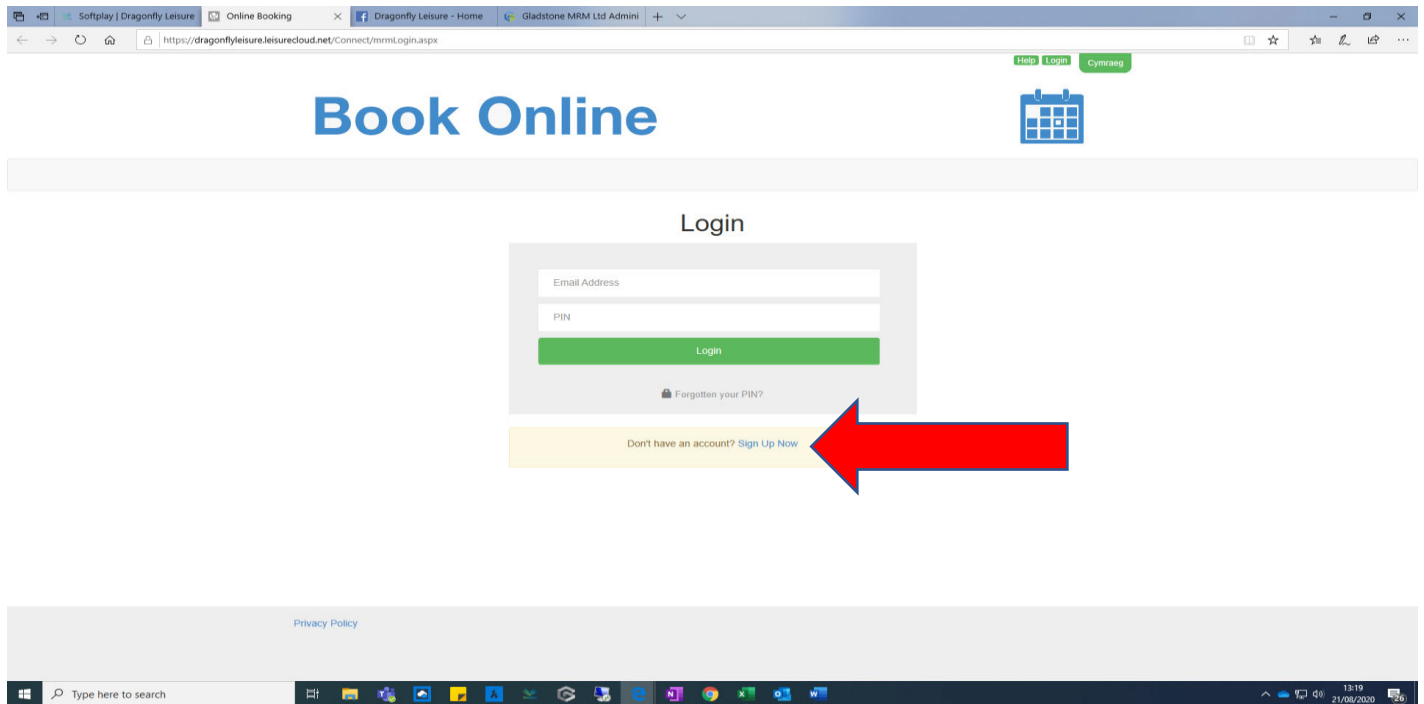 Softplay | Dragonfly Leisure
Online Booking
Dragonfly Leisure - Home
Gladstone MRM Ltd Admini
https://dragonflyleisure.leisurecloud.net/Connect/mrmLogin.aspx
Help Login Cymraeg
Book Online
Login
Email Address
PIN
Login
Forgotten your PIN?
Don't have an account? Sign Up Now
Privacy Policy
Type here to search
13:19
21/08/2020
26